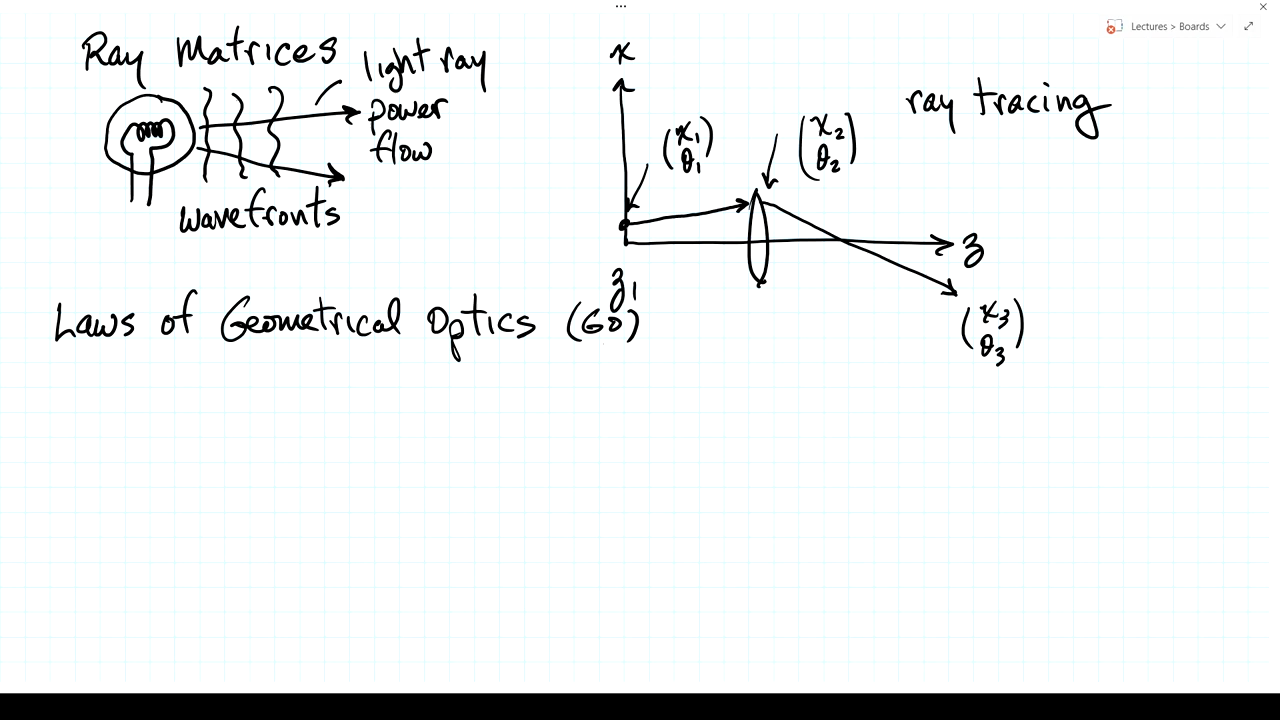 Lectures > Boards
Ray Matrices
light ray
power
flow
wavefronts
x
(x₁
θ₁)
(x₂
θ₂)
ray tracing
z
z₁
(x₃
θ₃)
Laws of Geometrical Optics (GO)